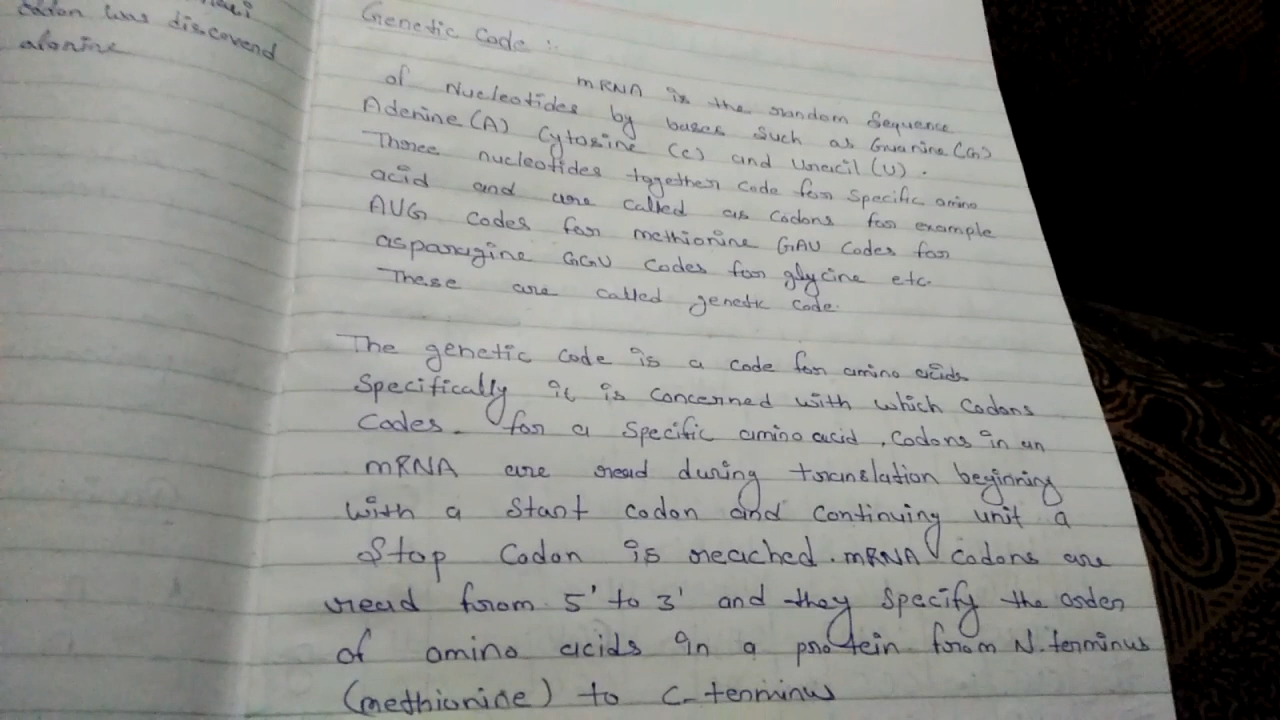 codon was discoverd
alanine
Genetic Code :-
mRNA is the random Sequence
of Nucleotides by bases such as Guanine (G)
Adenine (A) Cytosine (C) and Uracil (U).
Three nucleotides together code for specific amino
acid and are called as codons for example
AUG codes for methionine GAU codes for
asparagine GGU codes for glycine etc.
These are called genetic code.
The genetic code is a code for amino acids
Specifically it is concerned with which codons
Codes. for a specific amino acid. Codons in an
mRNA are read during translation beginning
with a Start codon and continuing unit a
Stop Codon is reached. mRNA codons are
read from 5' to 3' and they specify the order
of amino acids in a protein from N.terminus
(methionine) to C-terminus